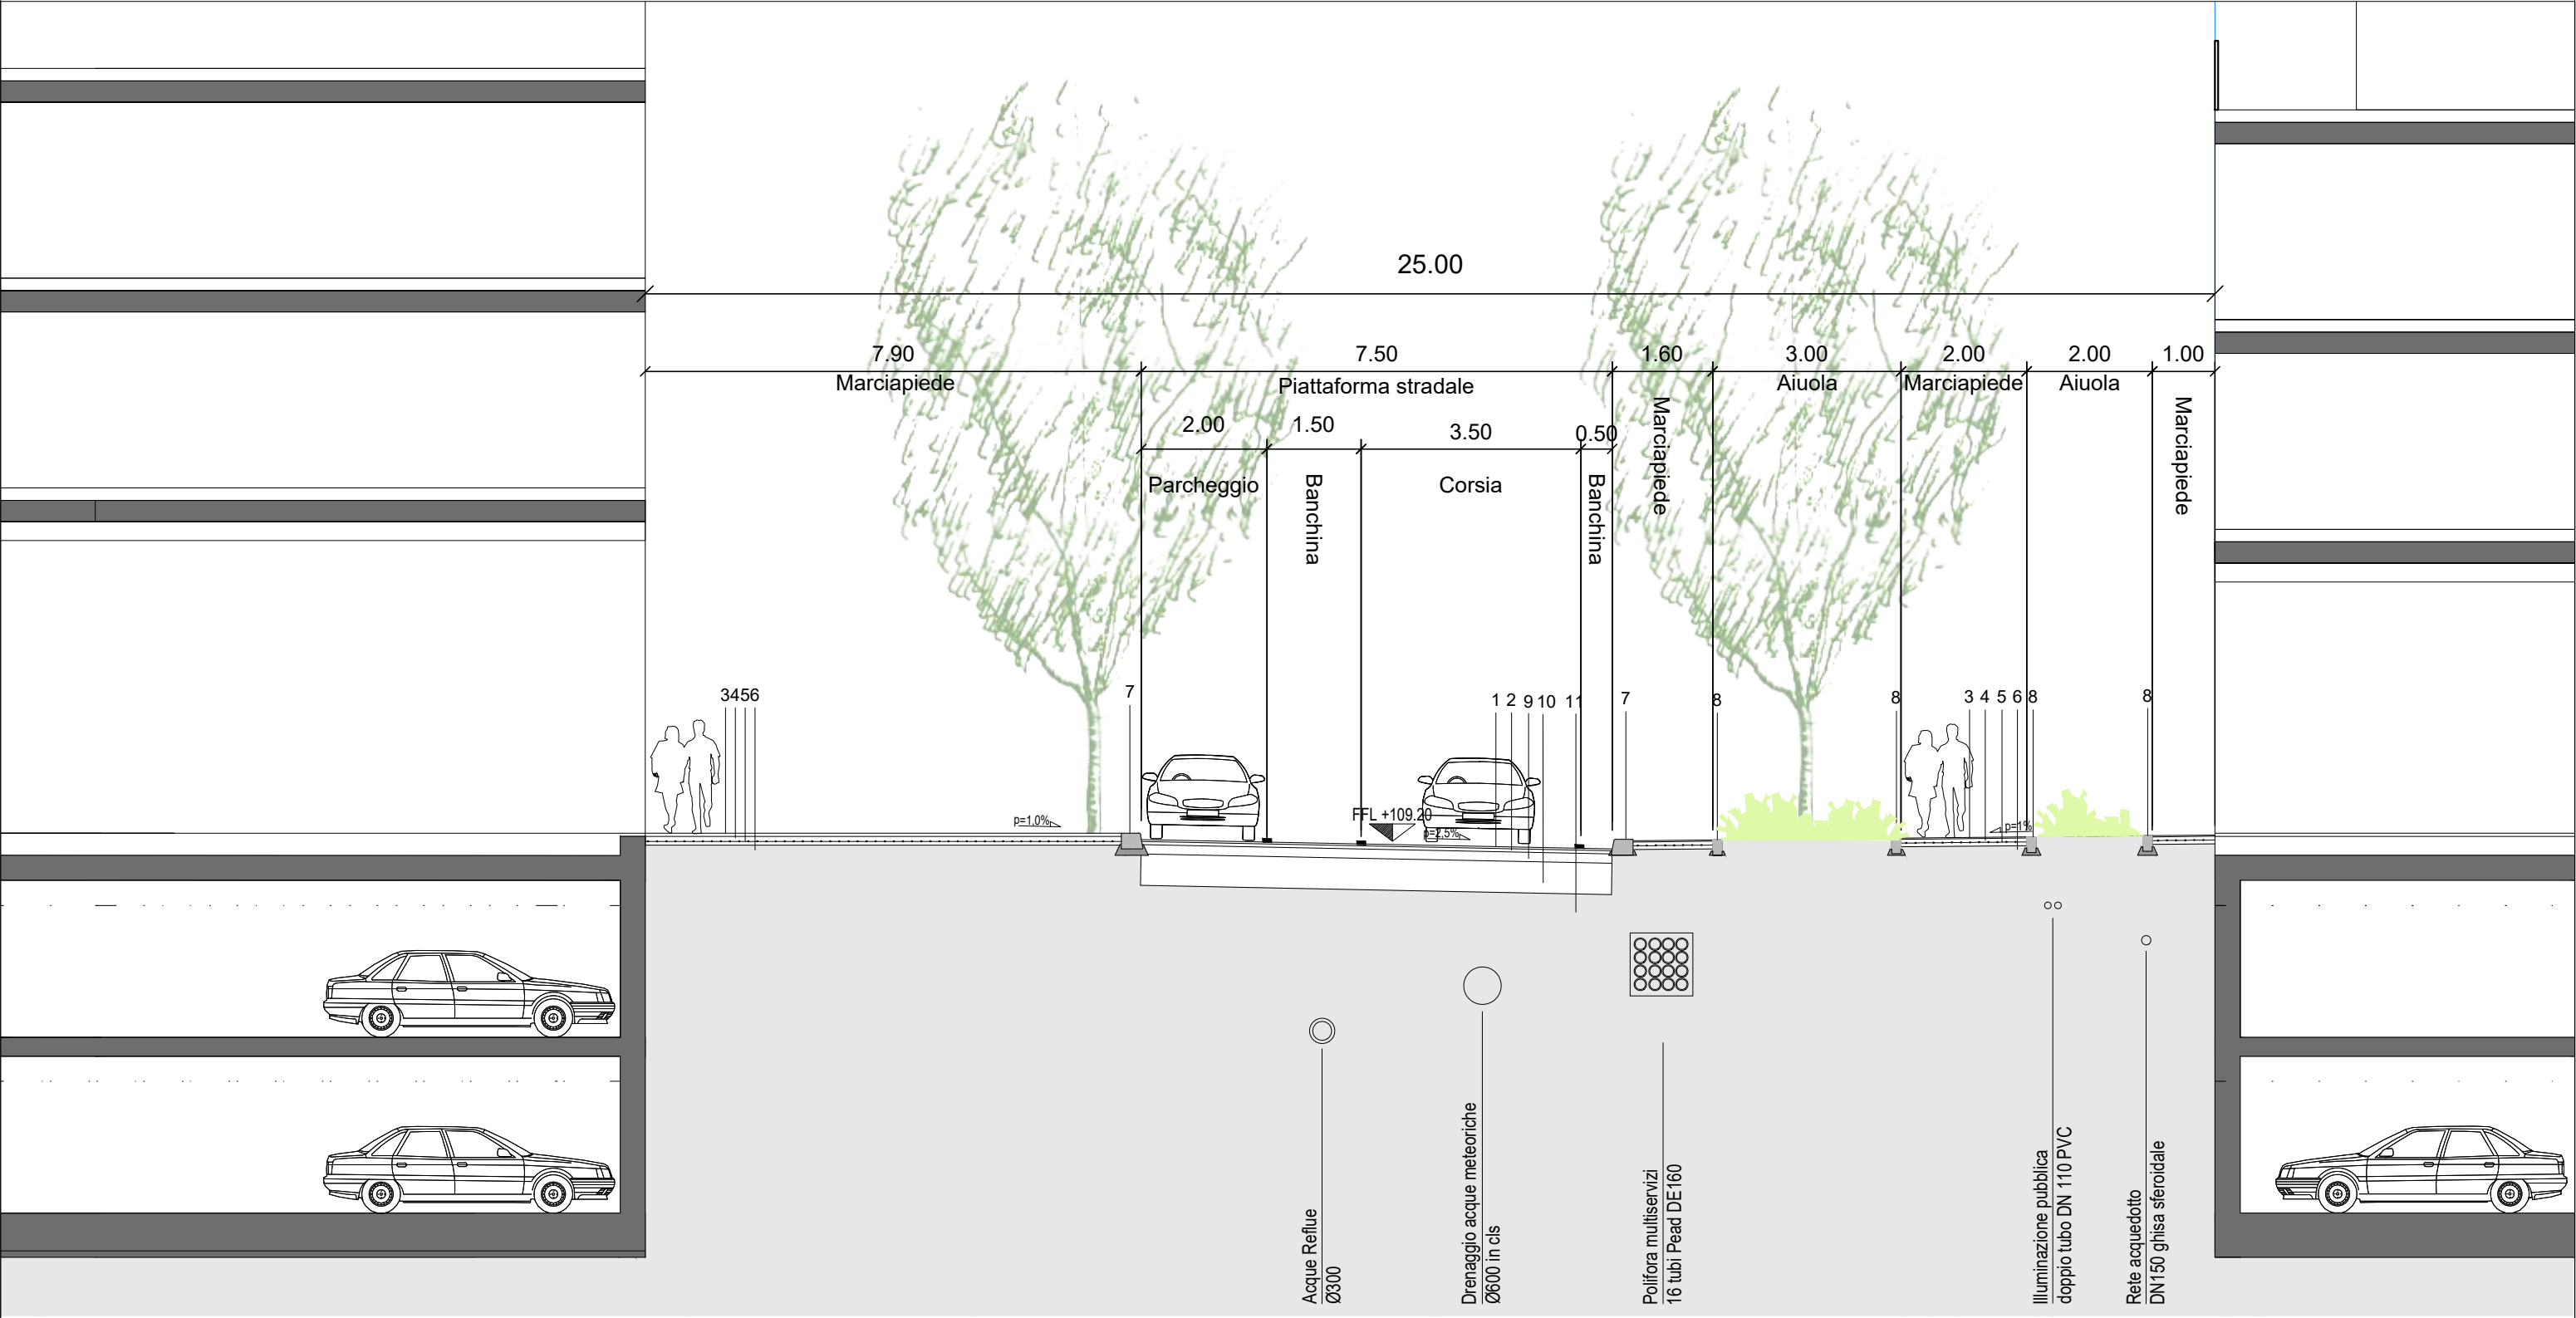 25.00
7.90
7.50
1.60
3.00
2.00
2.00
1.00
Marciapiede
Piattaforma stradale
Marciapiede
Aiuola
Marciapiede
Aiuola
Marciapiede
2.00
1.50
3.50
0.50
Parcheggio
Banchina
Corsia
Banchina
3456
7
1 2 9 10 11
7
8
8
3 4 5 6 8
8
p=1,0%
FFL +109.20
p=2,5%
p=1%
Acque Reflue
Ø300
Drenaggio acque meteoriche
Ø600 in cls
Polifora multiservizi
16 tubi Pead DE160
Illuminazione pubblica
doppio tubo DN 110 PVC
Rete acquedotto
DN150 ghisa sferoidale